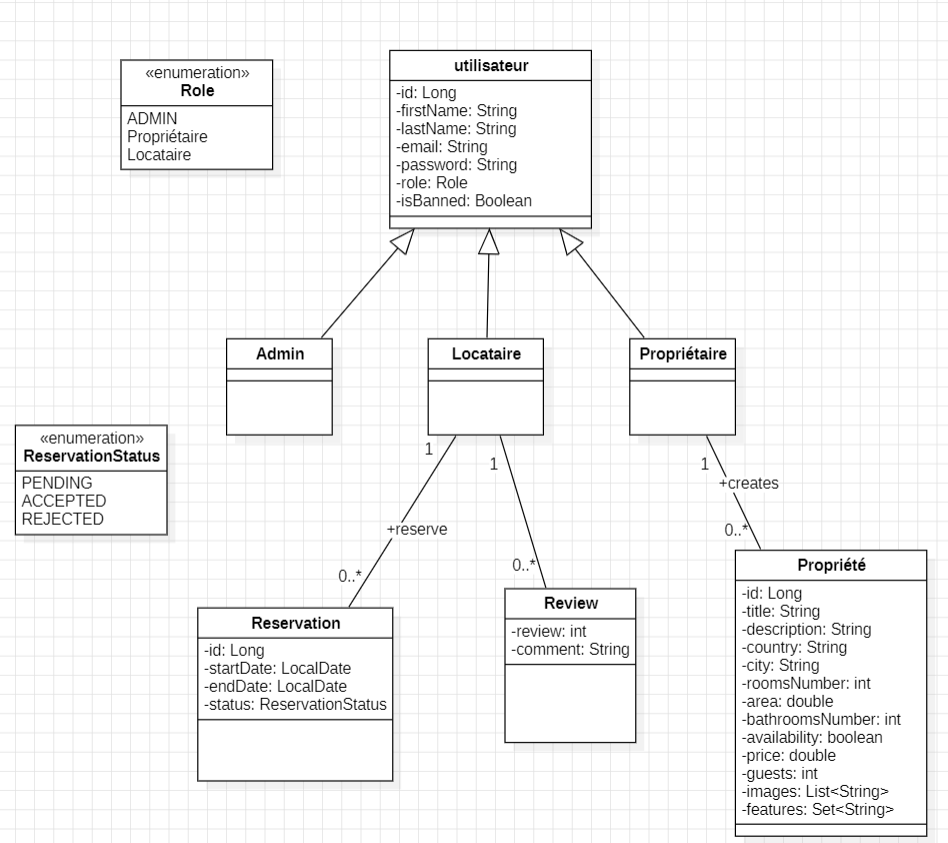 «enumeration»
Role
ADMIN
Propriétaire
Locataire
utilisateur
-id: Long
-firstName: String
-lastName: String
-email: String
-password: String
-role: Role
-isBanned: Boolean
Admin
Locataire
Propriétaire
«enumeration»
ReservationStatus
PENDING
ACCEPTED
REJECTED
1
+reserve
0..*
1
0..*
1
+creates
0..*
Reservation
-id: Long
-startDate: LocalDate
-endDate: LocalDate
-status: ReservationStatus
Review
-review: int
-comment: String
Propriété
-id: Long
-title: String
-description: String
-country: String
-city: String
-roomsNumber: int
-area: double
-bathroomsNumber: int
-availability: boolean
-price: double
-guests: int
-images: List<String>
-features: Set<String>